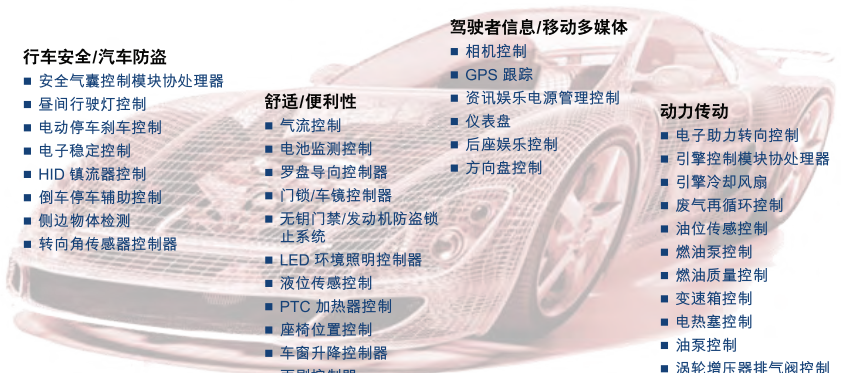 行车安全/汽车防盗
■ 安全气囊控制模块协处理器
■ 昼间行驶灯控制
■ 电动停车刹车控制
■ 电子稳定控制
■ HID 镇流器控制
■ 倒车停车辅助控制
■ 侧边物体检测
■ 转向角传感器控制器
舒适/便利性
■ 气流控制
■ 电池监测控制
■ 罗盘导向控制器
■ 门锁/车镜控制器
■ 无钥门禁/发动机防盗锁
止系统
■ LED 环境照明控制器
■ 液位传感控制
■ PTC 加热器控制
■ 座椅位置控制
■ 车窗升降控制器
驾驶者信息/移动多媒体
■ 相机控制
■ GPS 跟踪
■ 资讯娱乐电源管理控制
■ 仪表盘
■ 后座娱乐控制
■ 方向盘控制
动力传动
■ 电子助力转向控制
■ 引擎控制模块协处理器
■ 引擎冷却风扇
■ 废气再循环控制
■ 油位传感控制
■ 燃油泵控制
■ 燃油质量控制
■ 变速箱控制
■ 电热塞控制
■ 油泵控制
■ 涡轮增压器排气阀控制